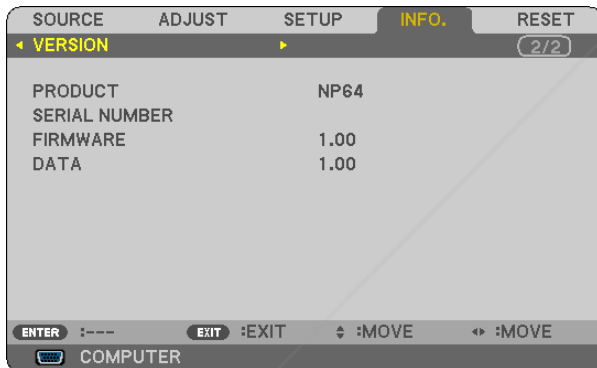 SOURCE ADJUST SETUP INFO. RESET
VERSION 2/2
PRODUCT NP64
SERIAL NUMBER
FIRMWARE 1.00
DATA 1.00
ENTER :--- EXIT :EXIT :MOVE :MOVE
COMPUTER